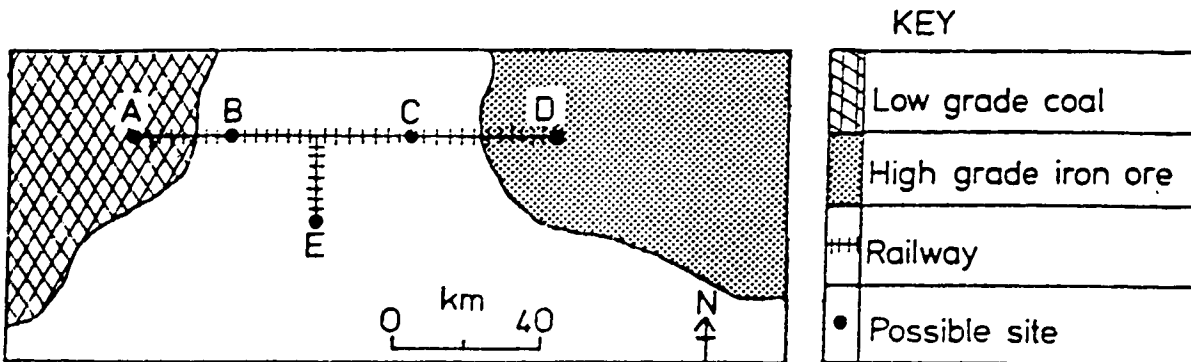 KEY
A
B
C
D
E
km
0 40
N
Low grade coal
High grade iron ore
Railway
Possible site